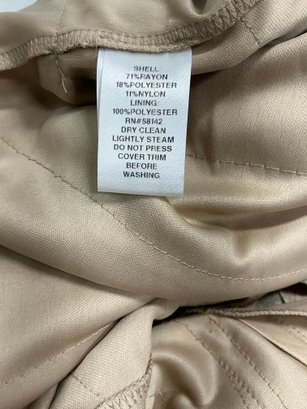 SHELL:
71%RAYON
18%POLYESTER
11%NYLON
LINING:
100%POLYESTER
RN#58142
DRY CLEAN
LIGHTLY STEAM
DO NOT PRESS
COVER TRIM
BEFORE
WASHING